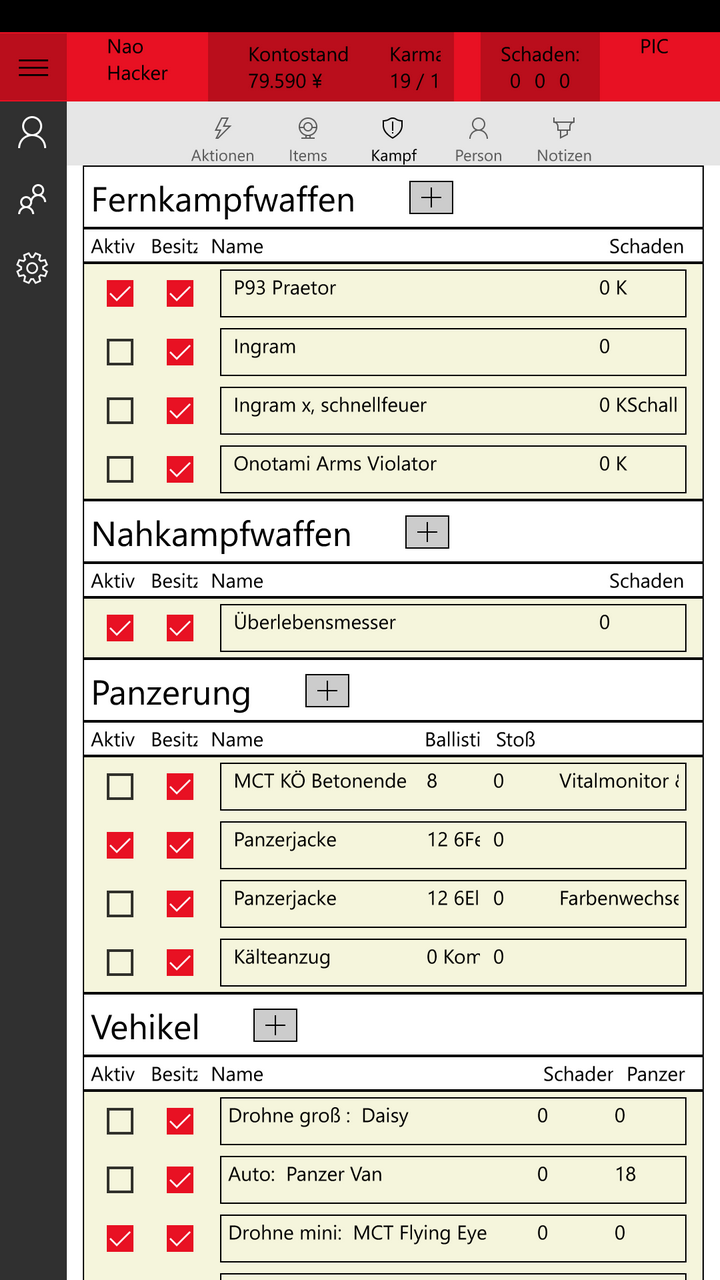 Nao
Hacker
Kontostand
79.590 ¥
Karma
19 / 1
Schaden:
0 0 0
PIC
Aktionen
Items
Kampf
Person
Notizen
Fernkampfwaffen
Aktiv Besitz Name Schaden
P93 Praetor 0 K
Ingram 0
Ingram x, schnellfeuer 0 KSchall
Onotami Arms Violator 0 K
Nahkampfwaffen
Aktiv Besitz Name Schaden
Überlebensmesser 0
Panzerung
Aktiv Besitz Name Ballisti Stoß
MCT KÖ Betonende 8 0 Vitalmonitor &
Panzerjacke 12 6Fe 0
Panzerjacke 12 6El 0 Farbenwechse
Kälteanzug 0 Kom 0
Vehikel
Aktiv Besitz Name Schaden Panzer
Drohne groß : Daisy 0 0
Auto: Panzer Van 0 18
Drohne mini: MCT Flying Eye 0 0